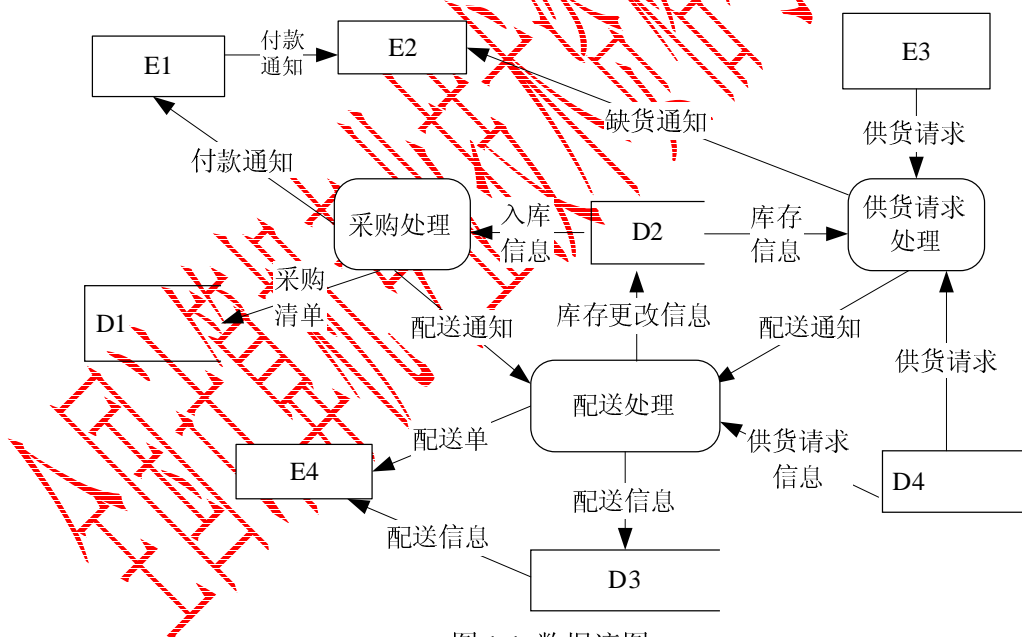 E1
付款
通知
E2
E3
缺货通知
供货请求
付款通知
采购处理
入库
信息
D2
库存
信息
供货请求
处理
采购
清单
D1
配送通知
库存更改信息
配送通知
供货请求
配送处理
配送单
供货请求
信息
E4
D4
配送信息
配送信息
D3